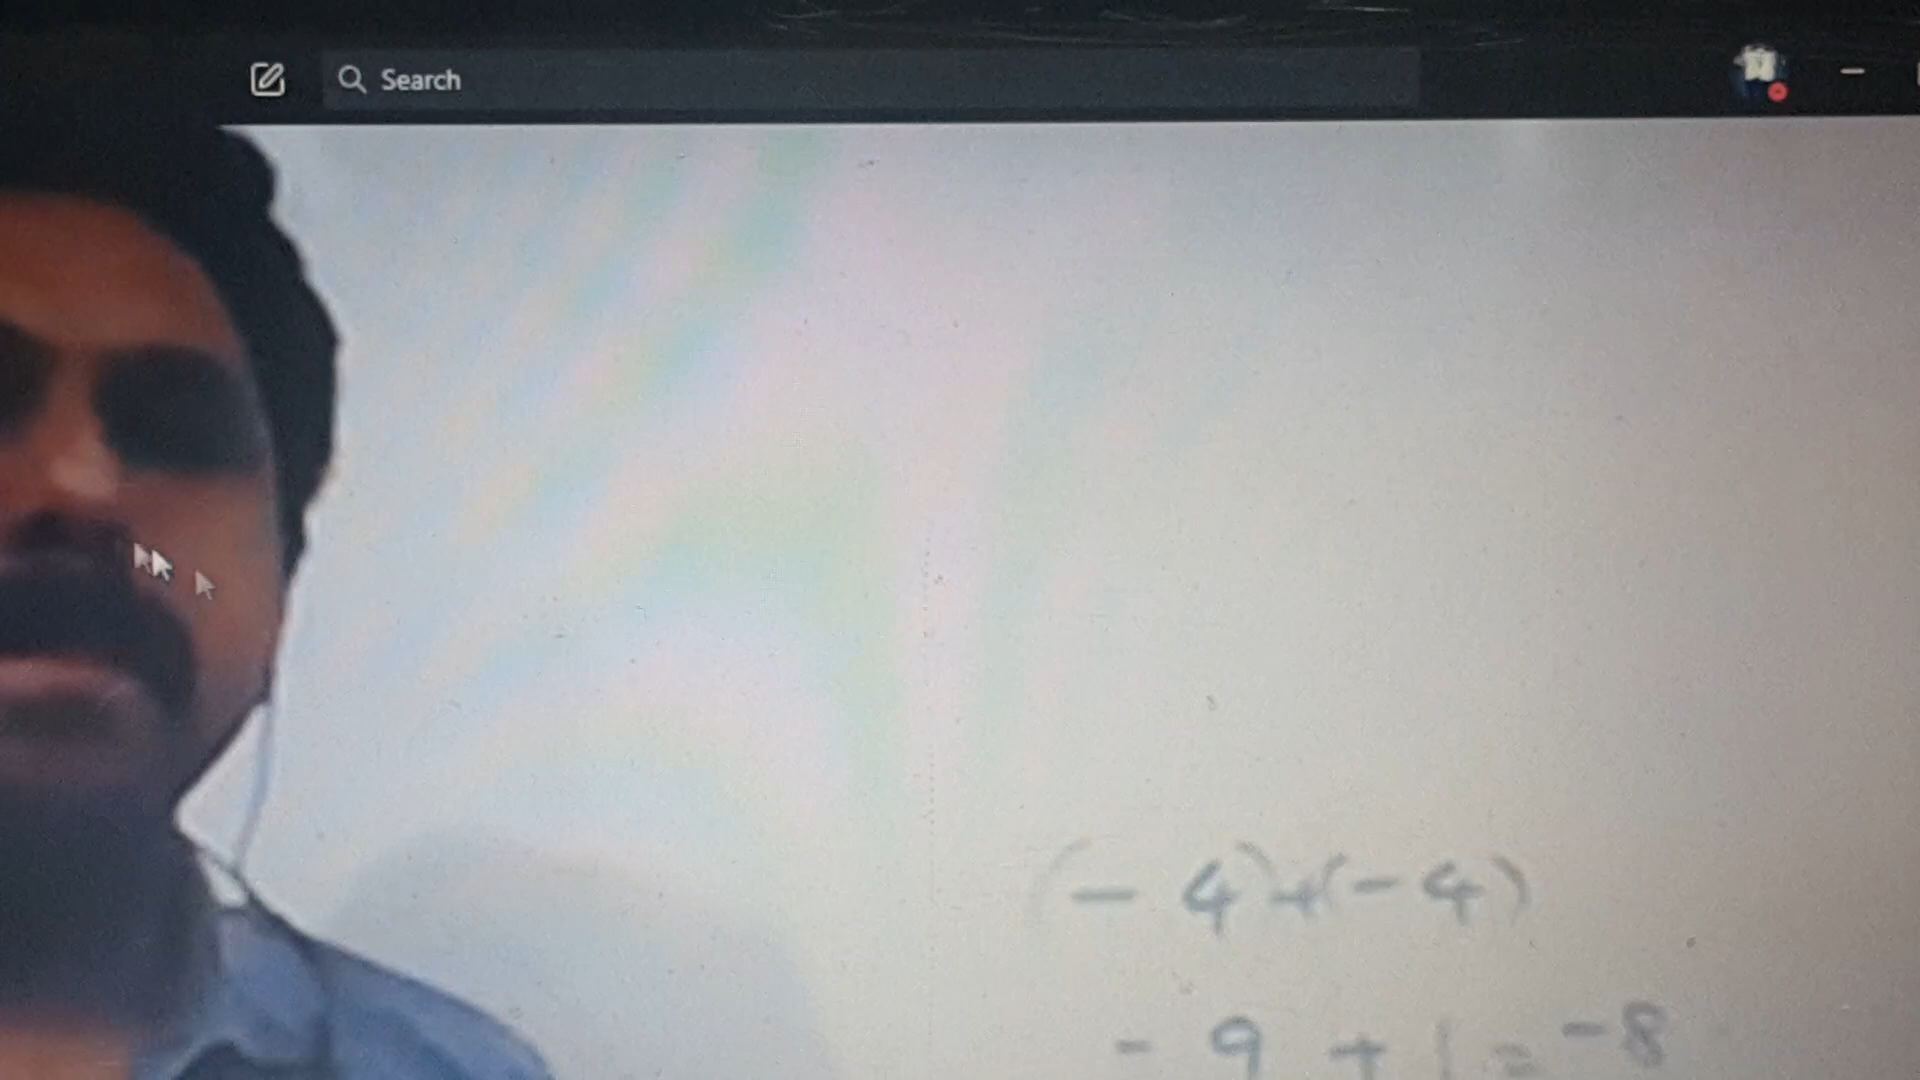 Search
(- 4)+(-4)
- 9 + 1 = -8